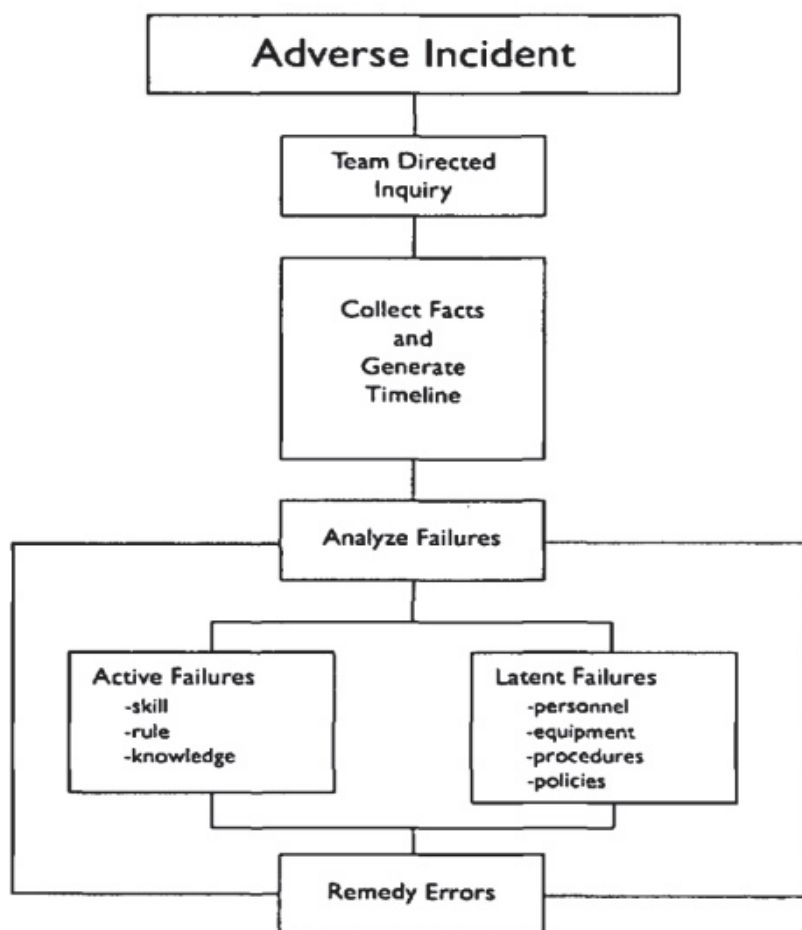 Adverse Incident
Team Directed
Inquiry
Collect Facts
and
Generate
Timeline
Analyze Failures
Active Failures
-skill
-rule
-knowledge
Latent Failures
-personnel
-equipment
-procedures
-policies
Remedy Errors